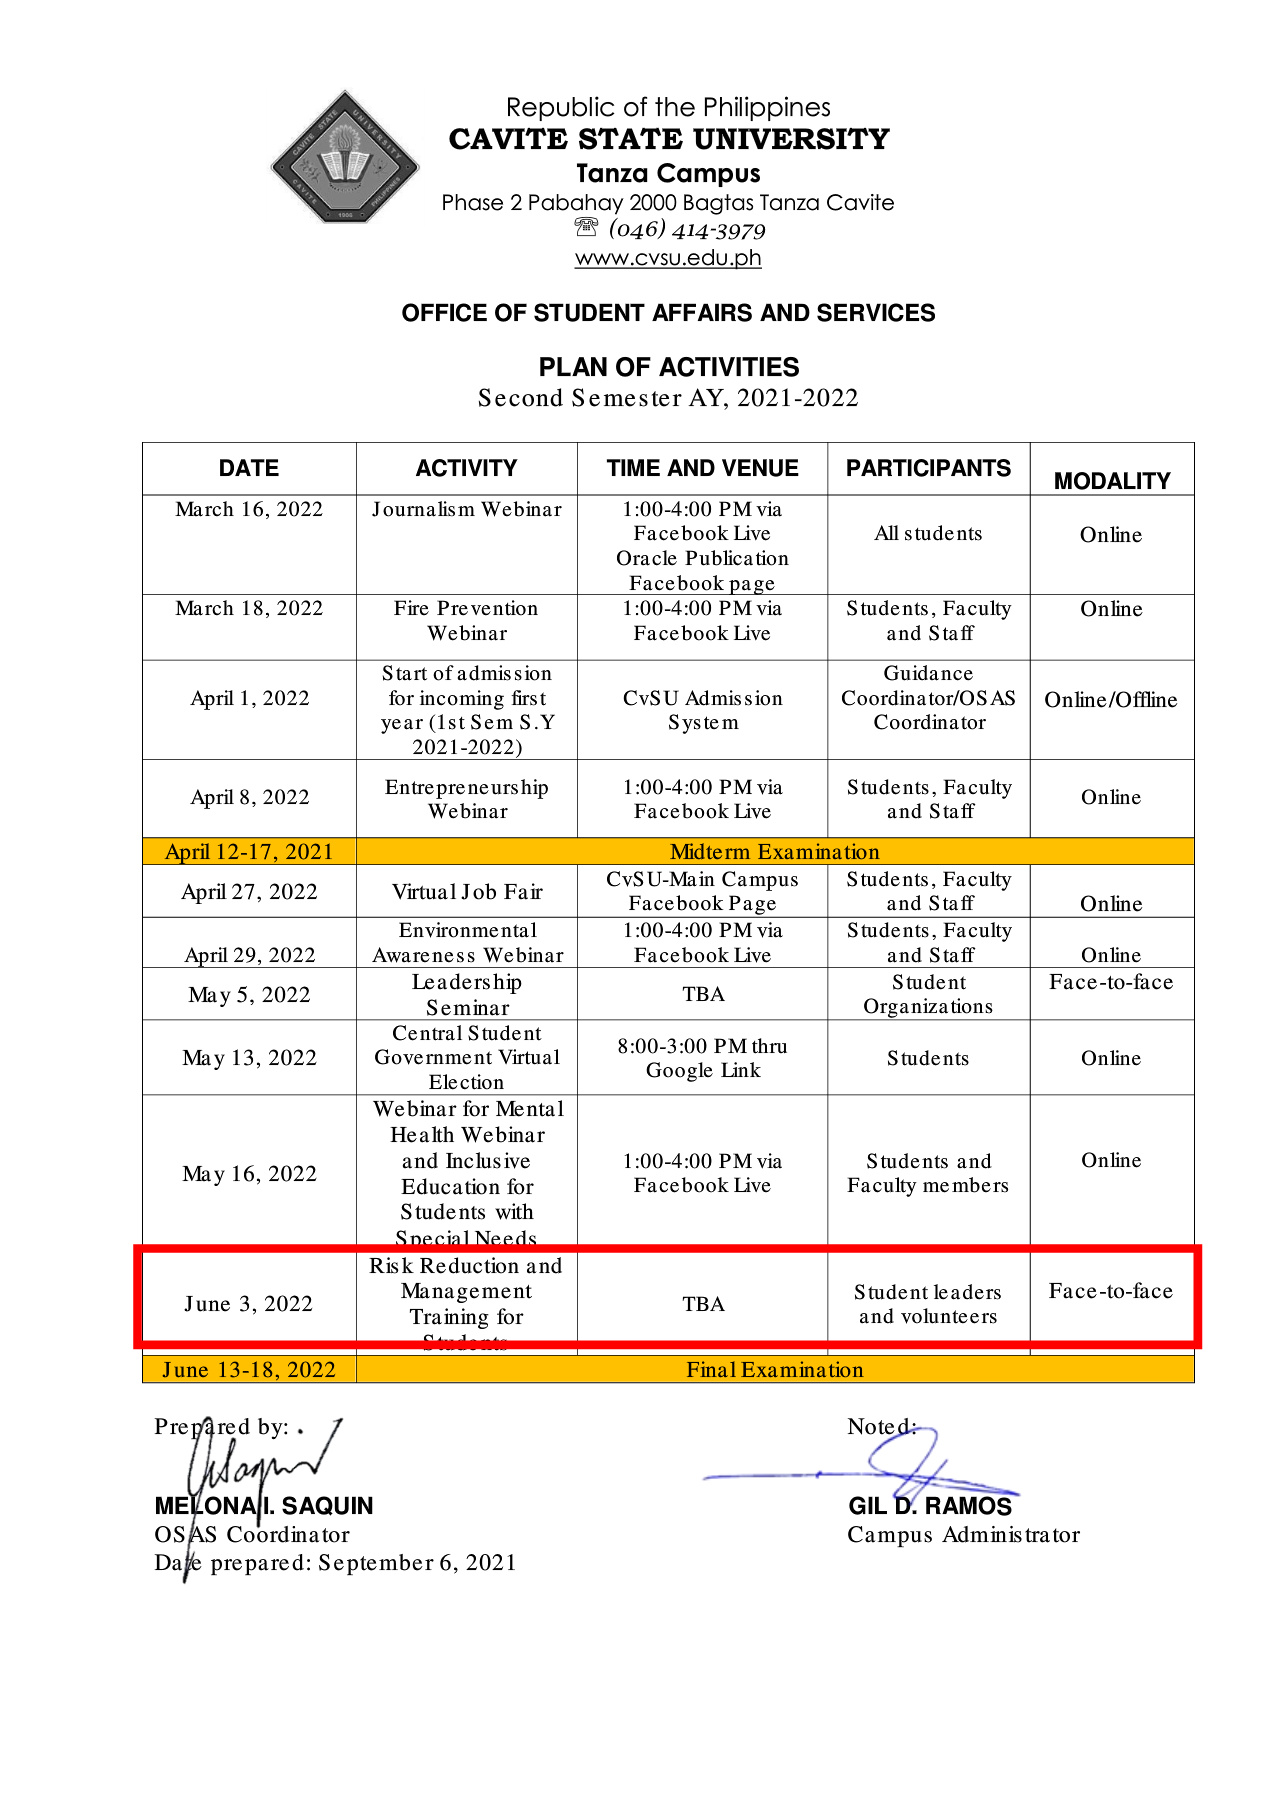 Republic of the Philippines
CAVITE STATE UNIVERSITY
Tanza Campus
Phase 2 Pabahay 2000 Bagtas Tanza Cavite
☏ (046) 414-3979
www.cvsu.edu.ph
CAVITE STATE UNIVERSITY
CAVITE
PHILIPPINES
1906
OFFICE OF STUDENT AFFAIRS AND SERVICES
PLAN OF ACTIVITIES
Second Semester AY, 2021-2022
DATE
ACTIVITY
TIME AND VENUE
PARTICIPANTS
MODALITY
March 16, 2022
Journalism Webinar
1:00-4:00 PM via
Facebook Live
Oracle Publication
Facebook page
All students
Online
March 18, 2022
Fire Prevention
Webinar
1:00-4:00 PM via
Facebook Live
Students, Faculty
and Staff
Online
April 1, 2022
Start of admission
for incoming first
year (1st Sem S.Y
2021-2022)
CvSU Admission
System
Guidance
Coordinator/OSAS
Coordinator
Online/Offline
April 8, 2022
Entrepreneurship
Webinar
1:00-4:00 PM via
Facebook Live
Students, Faculty
and Staff
Online
April 12-17, 2021
Midterm Examination
April 27, 2022
Virtual Job Fair
CvSU-Main Campus
Facebook Page
Students, Faculty
and Staff
Online
April 29, 2022
Environmental
Awareness Webinar
1:00-4:00 PM via
Facebook Live
Students, Faculty
and Staff
Online
May 5, 2022
Leadership
Seminar
TBA
Student
Organizations
Face-to-face
May 13, 2022
Central Student
Government Virtual
Election
8:00-3:00 PM thru
Google Link
Students
Online
May 16, 2022
Webinar for Mental
Health Webinar
and Inclusive
Education for
Students with
Special Needs
1:00-4:00 PM via
Facebook Live
Students and
Faculty members
Online
June 3, 2022
Risk Reduction and
Management
Training for
Students
TBA
Student leaders
and volunteers
Face-to-face
June 13-18, 2022
Final Examination
Prepared by:
MELONA I. SAQUIN
OSAS Coordinator
Date prepared: September 6, 2021
Noted:
GIL D. RAMOS
Campus Administrator